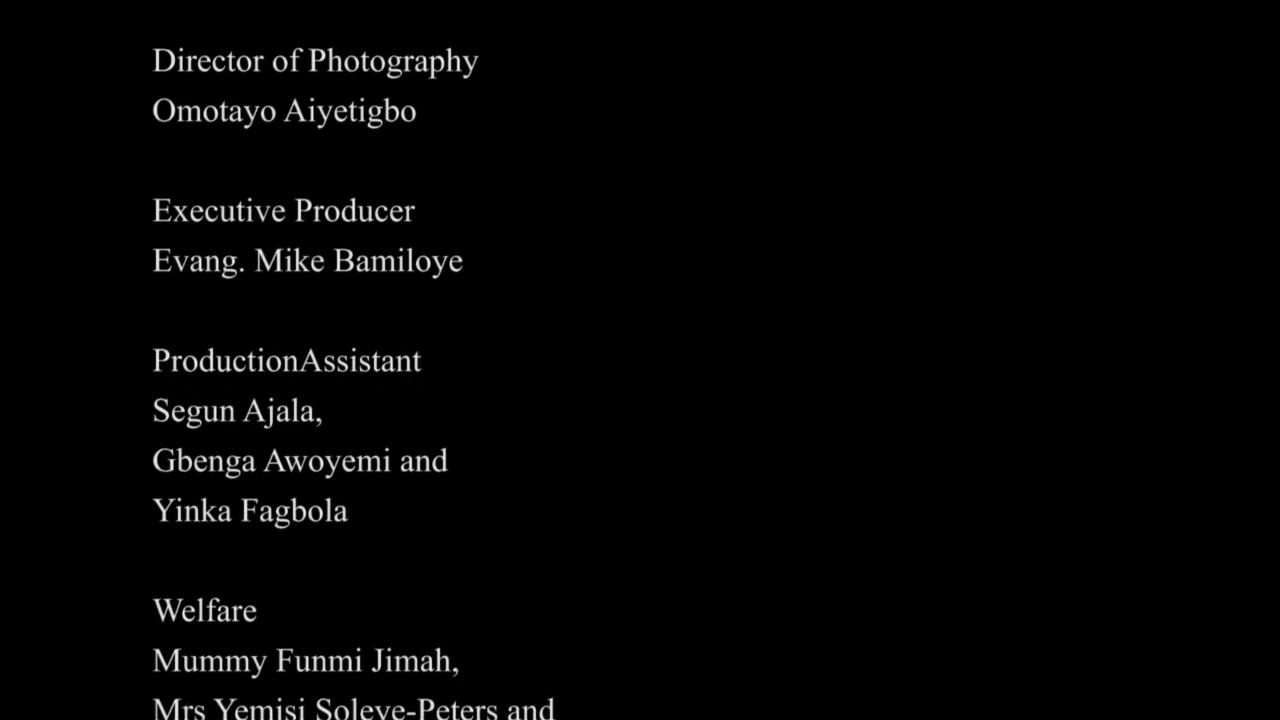 Director of Photography
Omotayo Aiyetigbo
Executive Producer
Evang. Mike Bamiloye
ProductionAssistant
Segun Ajala,
Gbenga Awoyemi and
Yinka Fagbola
Welfare
Mummy Funmi Jimah,
Mrs Yemisi Soleye-Peters and